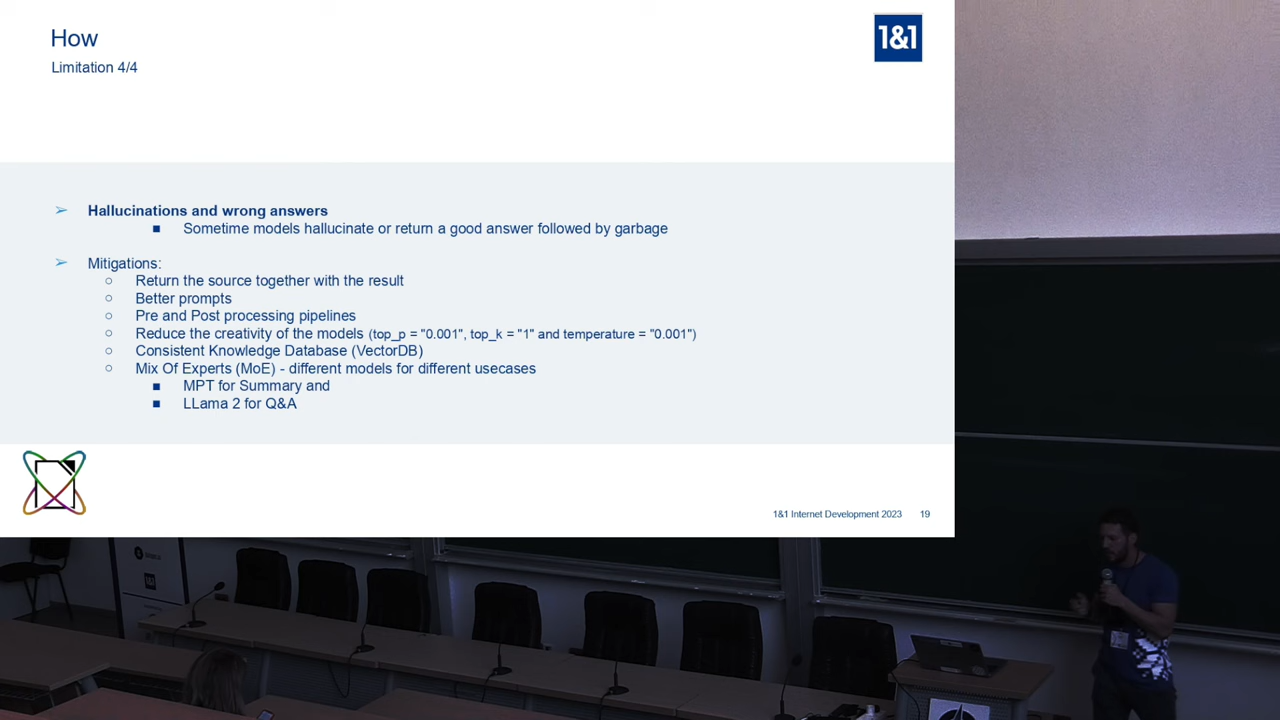 How
1&1
Limitation 4/4
➢ Hallucinations and wrong answers
■ Sometime models hallucinate or return a good answer followed by garbage
➢ Mitigations:
○ Return the source together with the result
○ Better prompts
○ Pre and Post processing pipelines
○ Reduce the creativity of the models (top_p = "0.001", top_k = "1" and temperature = "0.001")
○ Consistent Knowledge Database (VectorDB)
○ Mix Of Experts (MoE) - different models for different usecases
■ MPT for Summary and
■ LLama 2 for Q&A
1&1 Internet Development 2023 19
1&1